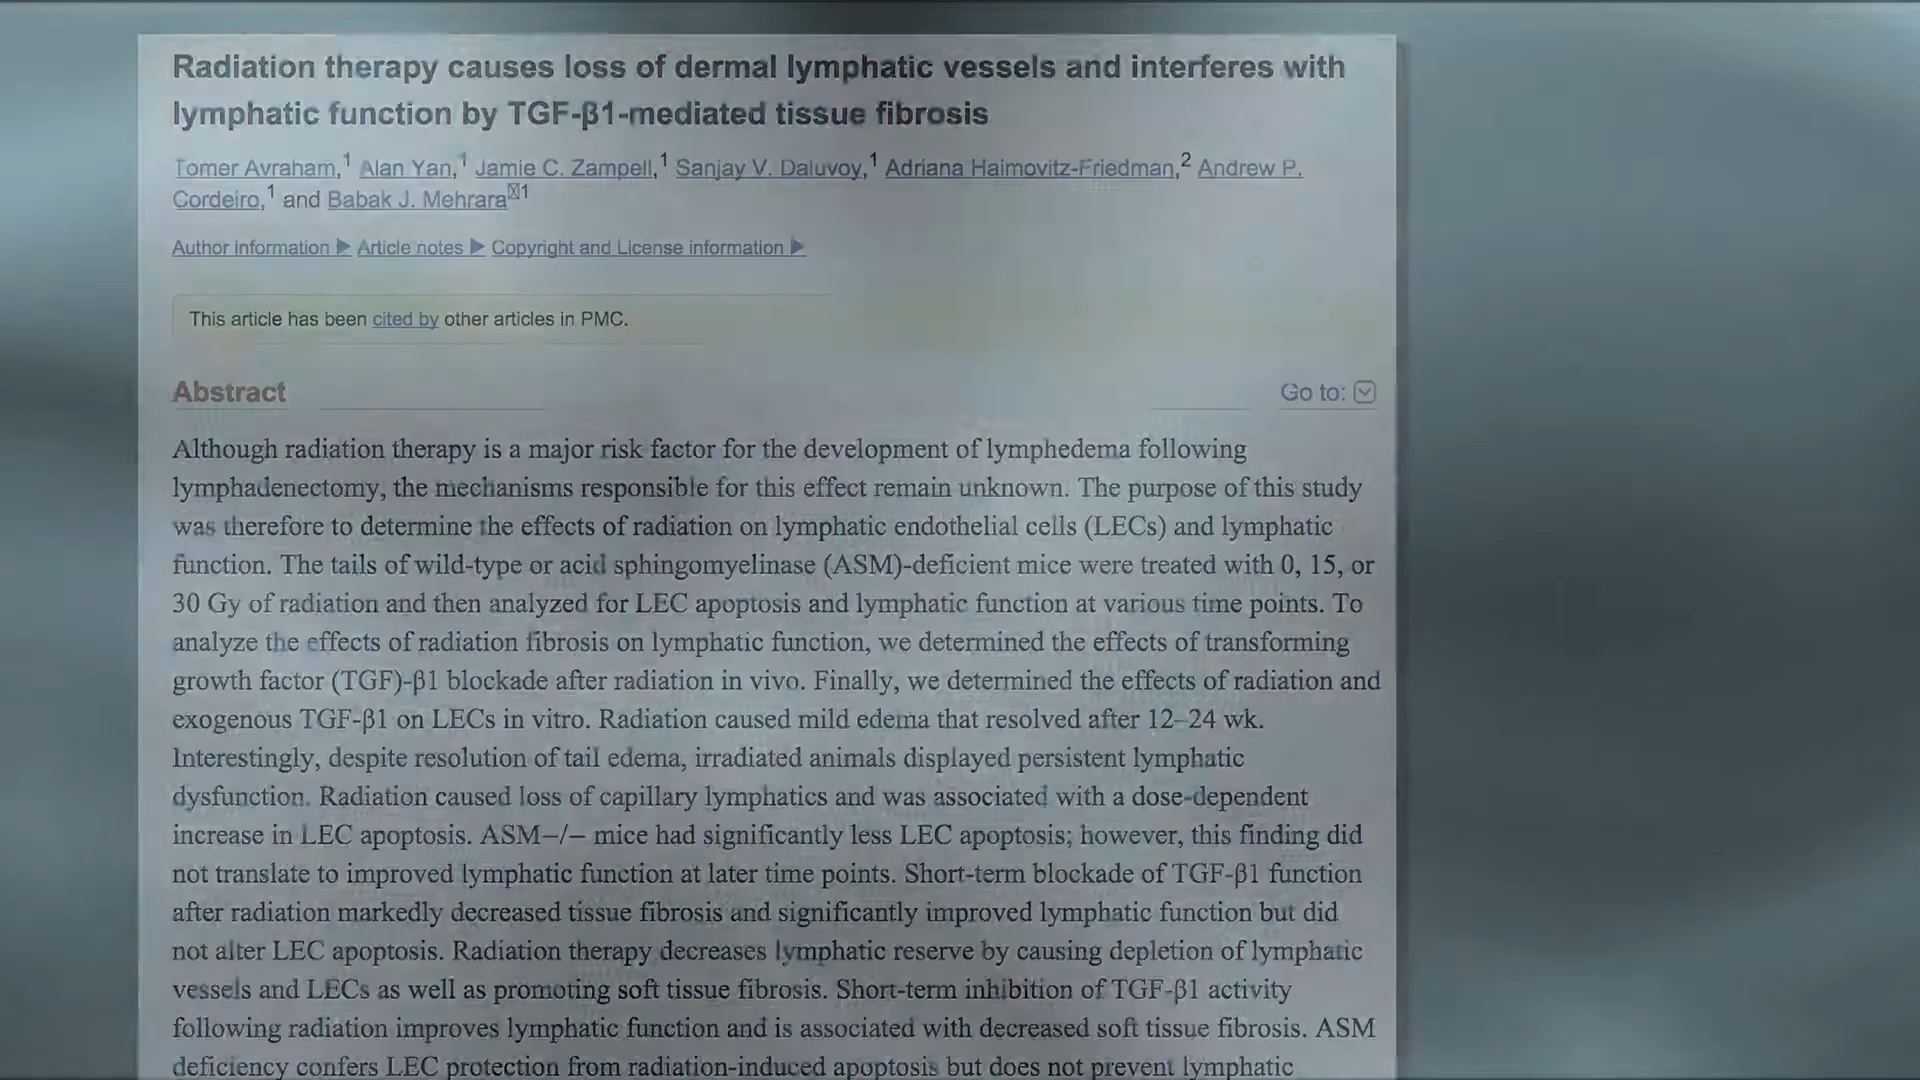 Radiation therapy causes loss of dermal lymphatic vessels and interferes with
lymphatic function by TGF-β1-mediated tissue fibrosis
Tomer Avraham,1 Alan Yan,1 Jamie C. Zampell,1 Sanjay V. Daluvoy,1 Adriana Haimovitz-Friedman,2 Andrew P.
Cordeiro,1 and Babak J. Mehrara✉1
Author information ► Article notes ► Copyright and License information ►
This article has been cited by other articles in PMC.
Abstract
Go to:
Although radiation therapy is a major risk factor for the development of lymphedema following
lymphadenectomy, the mechanisms responsible for this effect remain unknown. The purpose of this study
was therefore to determine the effects of radiation on lymphatic endothelial cells (LECs) and lymphatic
function. The tails of wild-type or acid sphingomyelinase (ASM)-deficient mice were treated with 0, 15, or
30 Gy of radiation and then analyzed for LEC apoptosis and lymphatic function at various time points. To
analyze the effects of radiation fibrosis on lymphatic function, we determined the effects of transforming
growth factor (TGF)-β1 blockade after radiation in vivo. Finally, we determined the effects of radiation and
exogenous TGF-β1 on LECs in vitro. Radiation caused mild edema that resolved after 12–24 wk.
Interestingly, despite resolution of tail edema, irradiated animals displayed persistent lymphatic
dysfunction. Radiation caused loss of capillary lymphatics and was associated with a dose-dependent
increase in LEC apoptosis. ASM−/− mice had significantly less LEC apoptosis; however, this finding did
not translate to improved lymphatic function at later time points. Short-term blockade of TGF-β1 function
after radiation markedly decreased tissue fibrosis and significantly improved lymphatic function but did
not alter LEC apoptosis. Radiation therapy decreases lymphatic reserve by causing depletion of lymphatic
vessels and LECs as well as promoting soft tissue fibrosis. Short-term inhibition of TGF-β1 activity
following radiation improves lymphatic function and is associated with decreased soft tissue fibrosis. ASM
deficiency confers LEC protection from radiation-induced apoptosis but does not prevent lymphatic